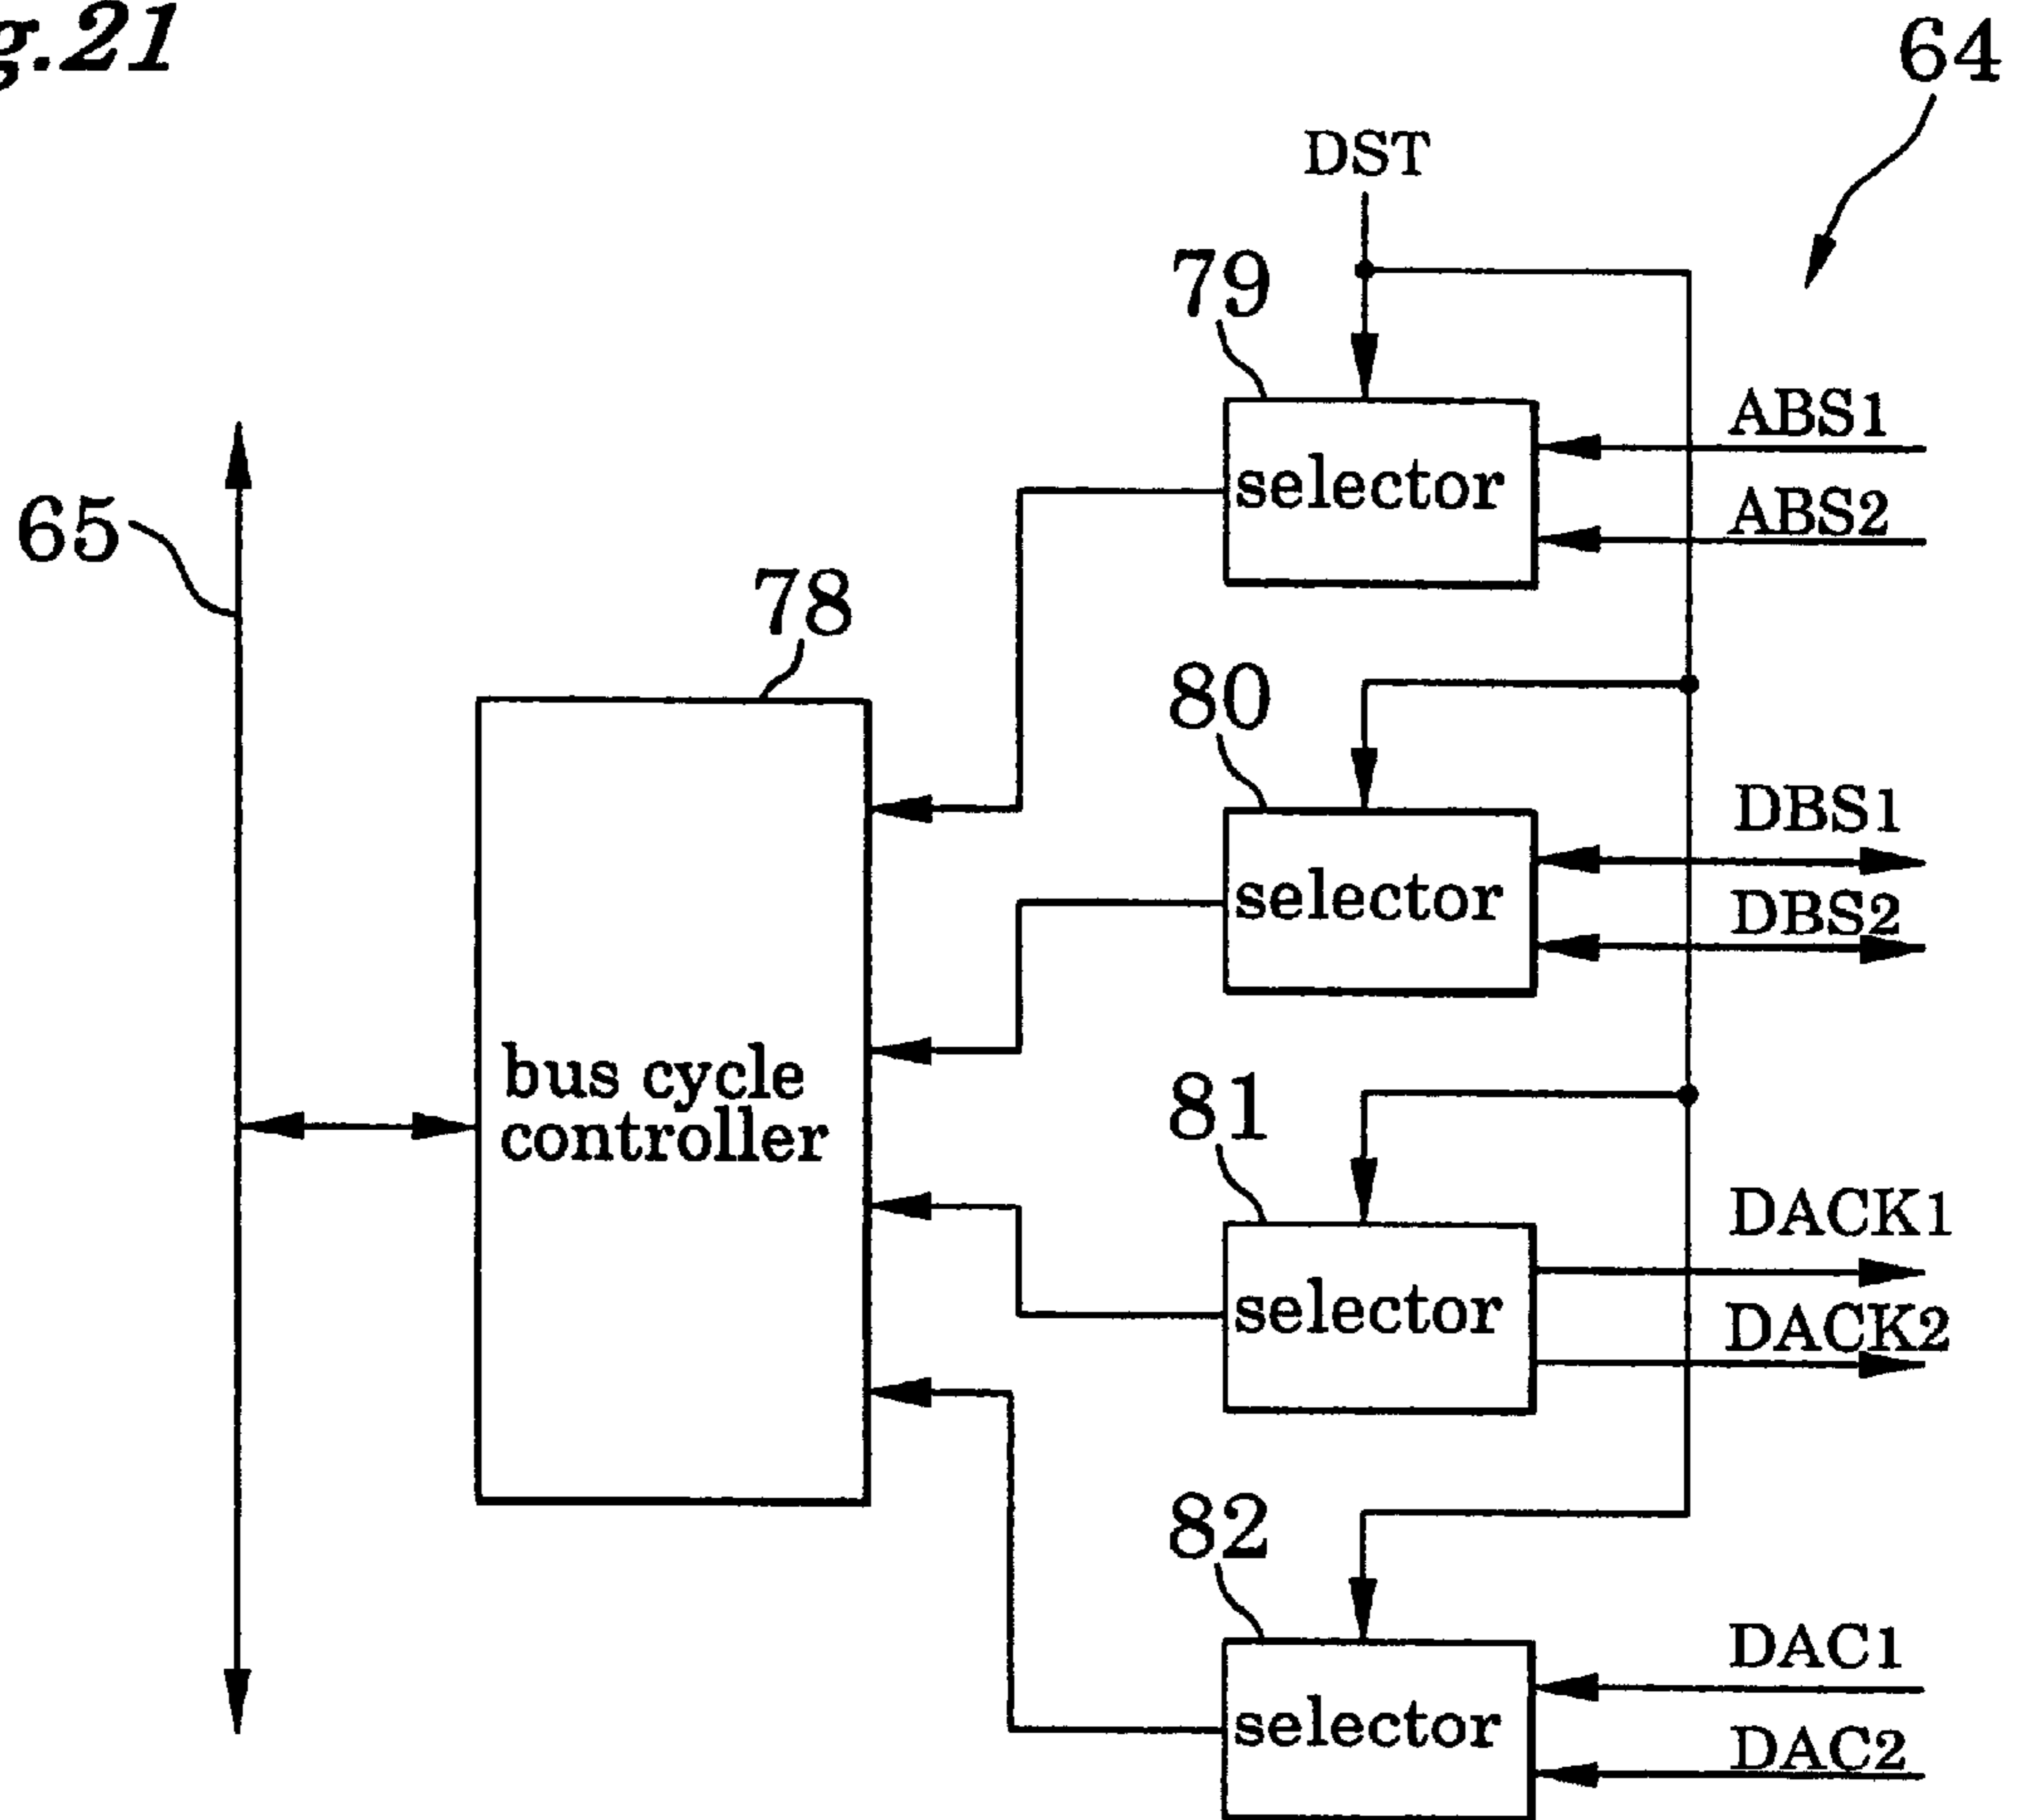 g.21
64
DST
79
ABS1
selector
ABS2
65
78
80
DBS1
selector
DBS2
bus cycle
controller
81
DACK1
selector
DACK2
82
DAC1
selector
DAC2